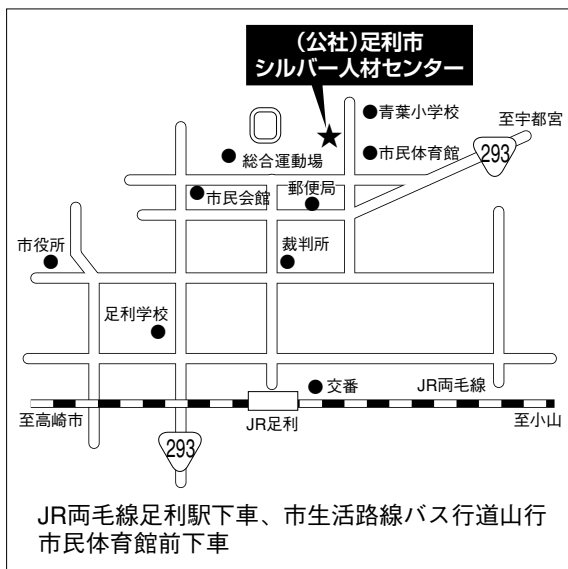 (公社)足利市
シルバー人材センター
青葉小学校
至宇都宮
293
市民体育館
総合運動場
市民会館
郵便局
市役所
裁判所
足利学校
交番
JR両毛線
至高崎市
JR足利
至小山
293
JR両毛線足利駅下車、市生活路線バス行道山行
市民体育館前下車